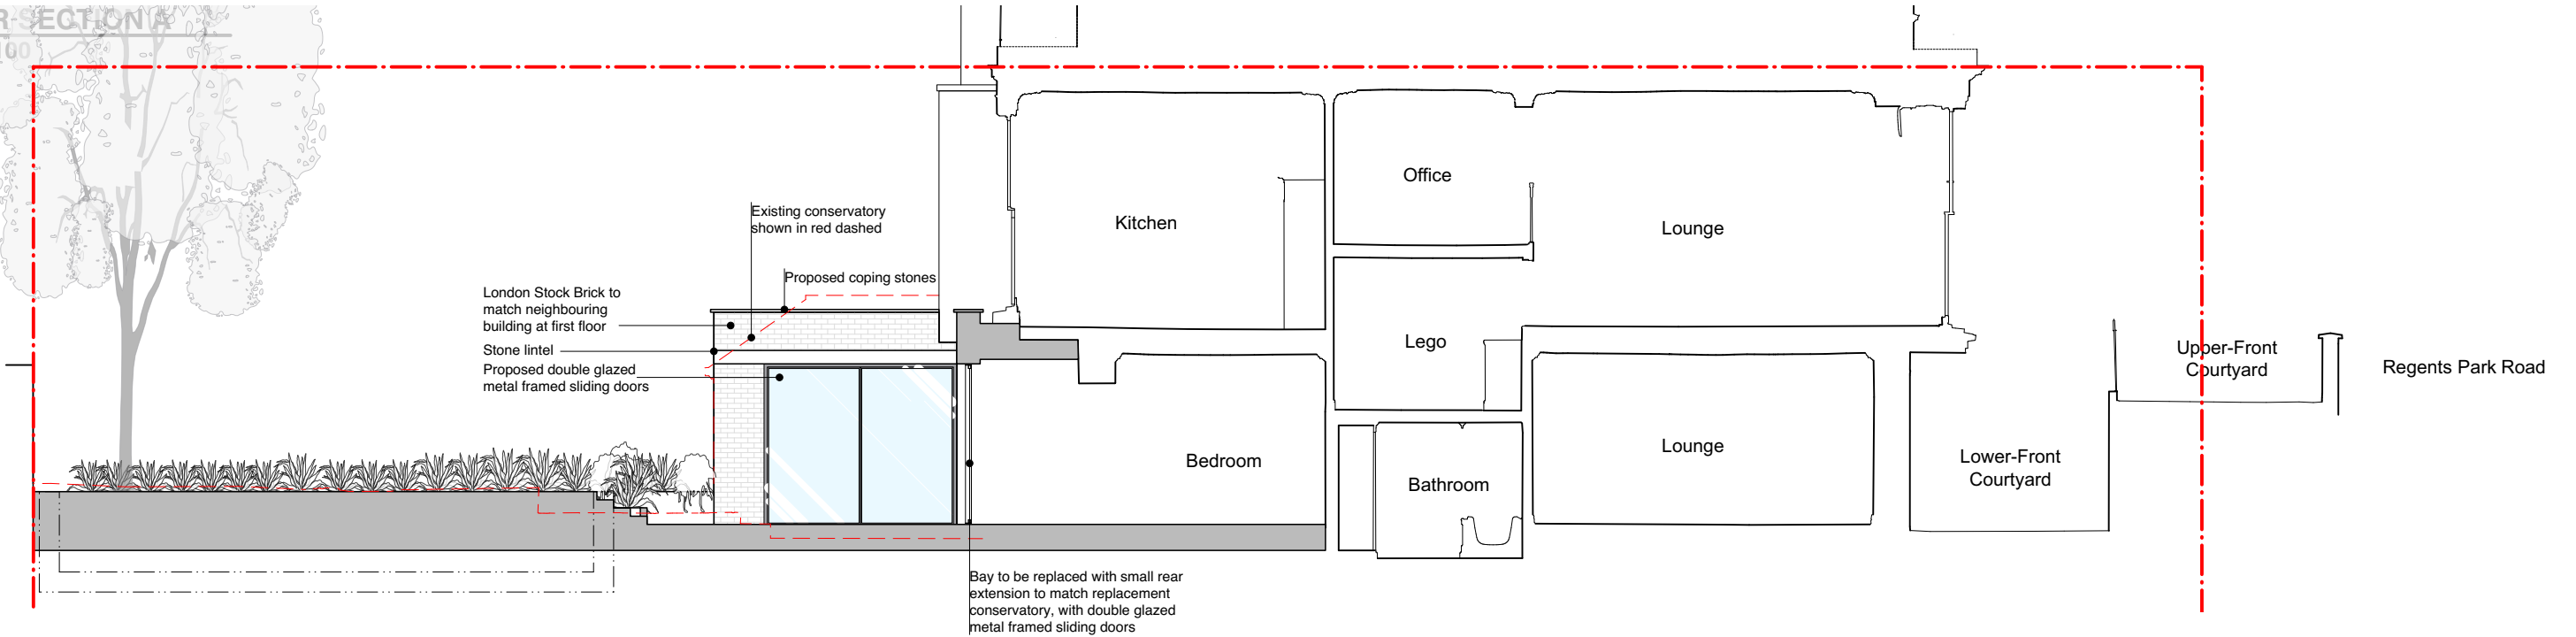 R-SECTION A
100
Existing conservatory
shown in red dashed
Proposed coping stones
London Stock Brick to
match neighbouring
building at first floor
Stone lintel
Proposed double glazed
metal framed sliding doors
Kitchen
Office
Lounge
Lego
Bedroom
Bathroom
Lounge
Lower-Front
Courtyard
Upper-Front
Courtyard
Regents Park Road
Bay to be replaced with small rear
extension to match replacement
conservatory, with double glazed
metal framed sliding doors